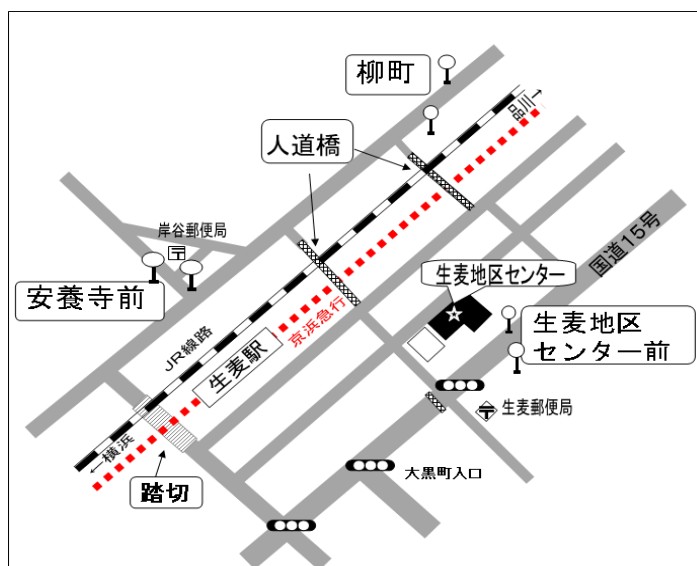 柳町
品川→
人道橋
岸谷郵便局
安養寺前
生麦地区センター
国道15号
生麦地区
センター前
京浜急行
JR線路
生麦駅
生麦郵便局
←横浜
踏切
大黒町入口